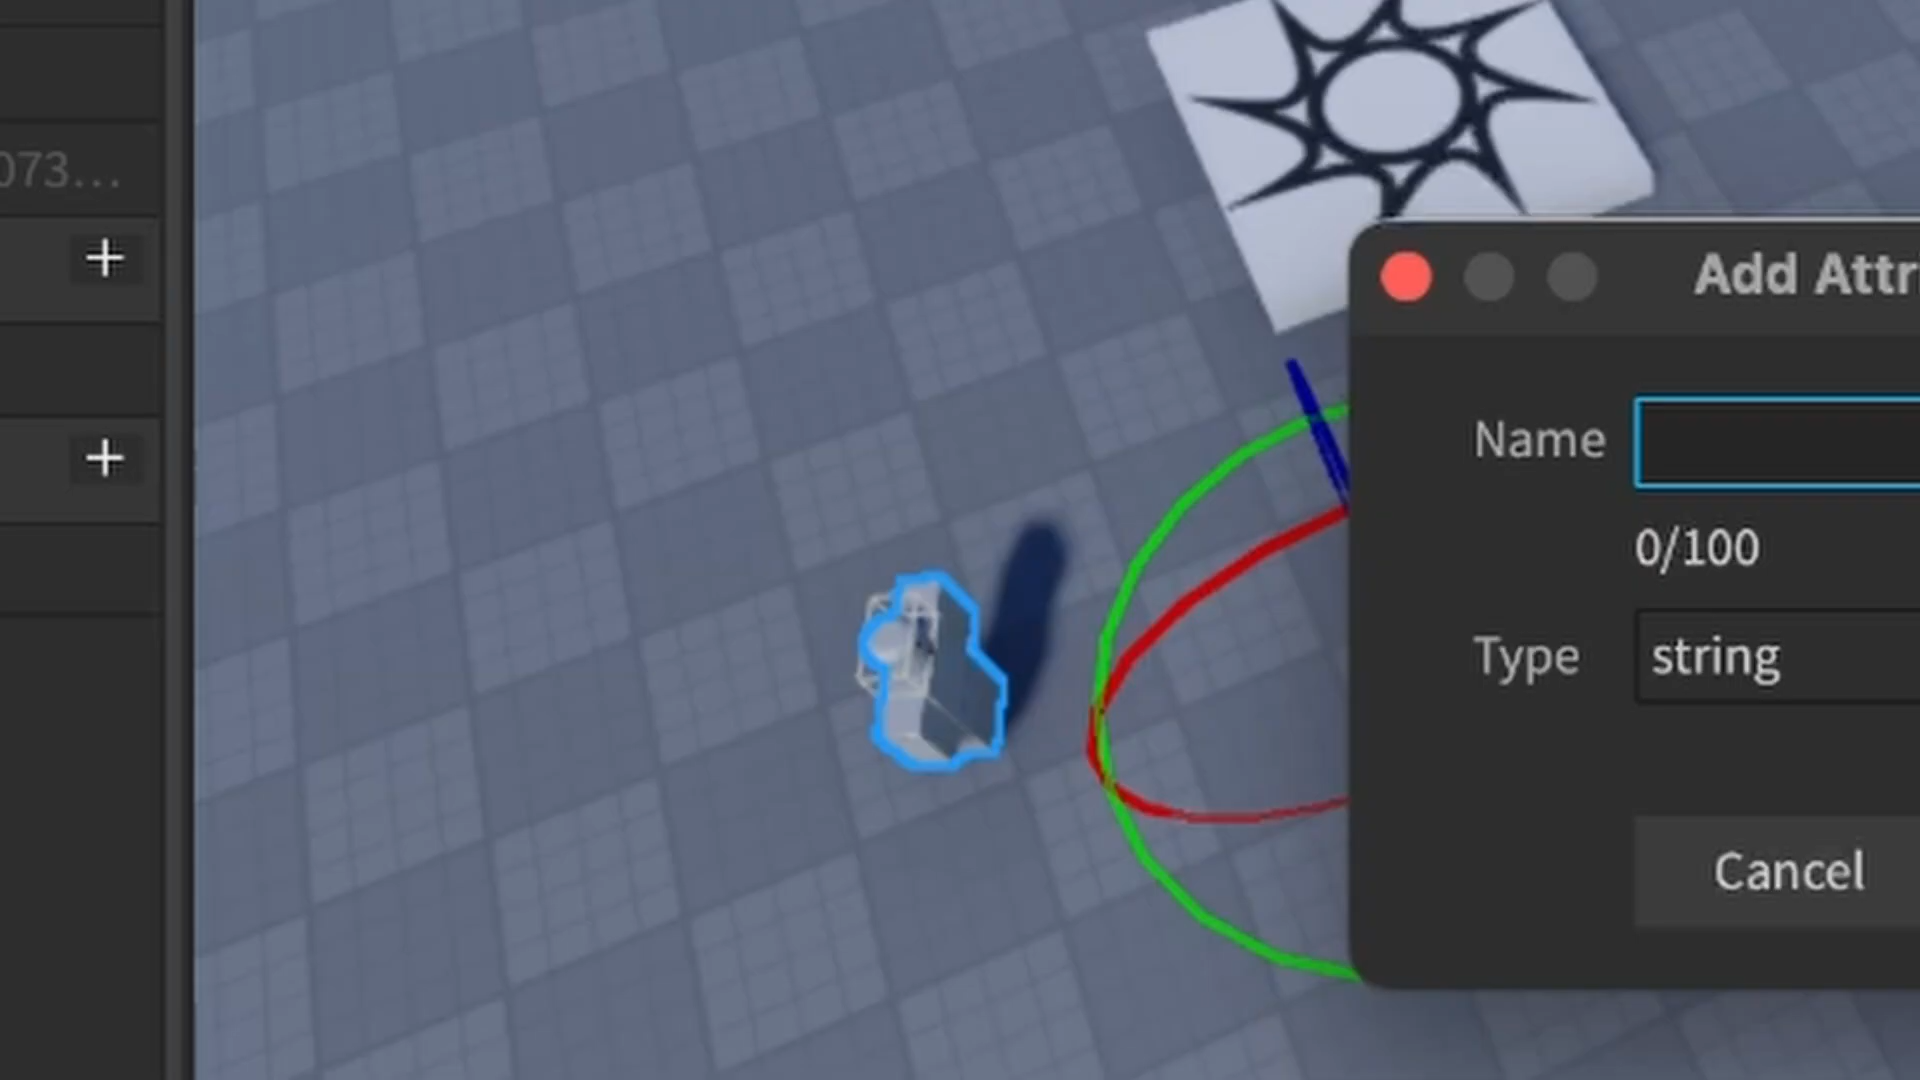 073...
+
+
Add Attr
Name
0/100
Type
string
Cancel